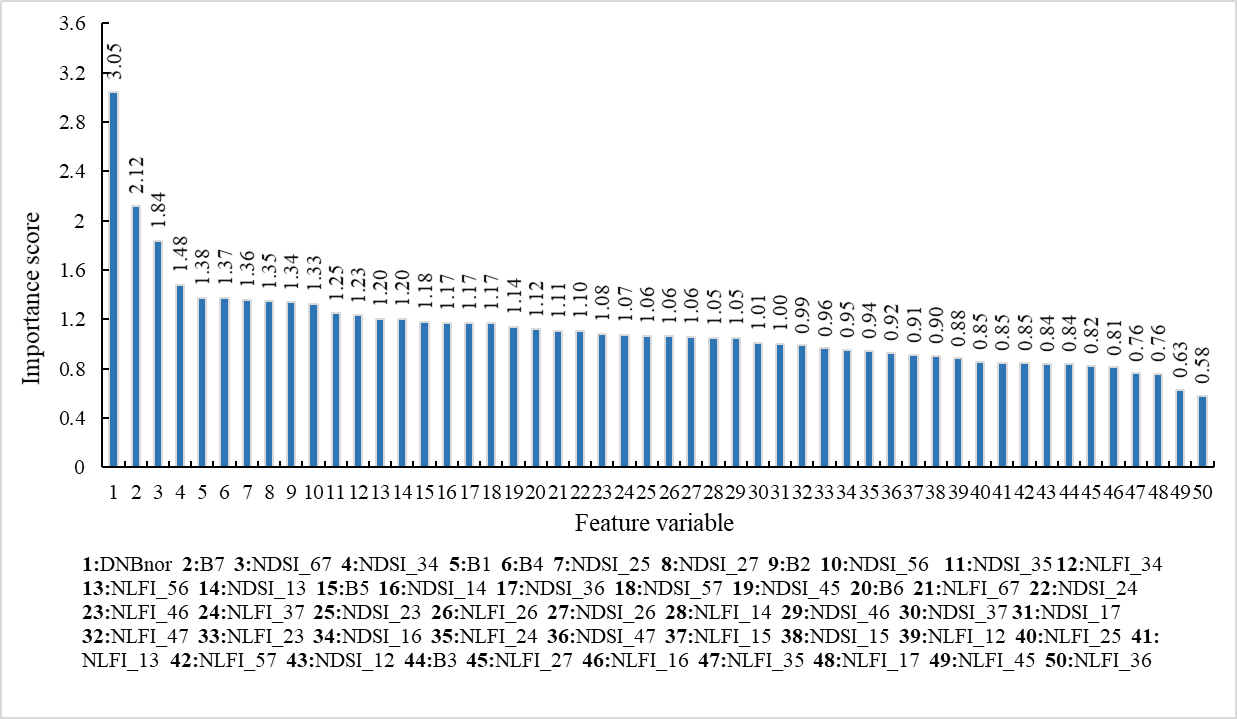 3.6
3.2
2.8
2.4
2
1.6
1.2
0.8
0.4
0
Importance score
3.05 2.12 1.84 1.48 1.38 1.37 1.36 1.35 1.34 1.33 1.25 1.23 1.20 1.20 1.18 1.17 1.17 1.17 1.14 1.12 1.11 1.10 1.08 1.07 1.06 1.06 1.06 1.05 1.05 1.01 1.00 0.99 0.96 0.95 0.94 0.92 0.91 0.90 0.88 0.85 0.85 0.85 0.84 0.84 0.82 0.81 0.76 0.76 0.63 0.58
1 2 3 4 5 6 7 8 9 10 11 12 13 14 15 16 17 18 19 20 21 22 23 24 25 26 27 28 29 30 31 32 33 34 35 36 37 38 39 40 41 42 43 44 45 46 47 48 49 50
Feature variable
1:DNBnor 2:B7 3:NDSI_67 4:NDSI_34 5:B1 6:B4 7:NDSI_25 8:NDSI_27 9:B2 10:NDSI_56 11:NDSI_35 12:NLFI_34
13:NLFI_56 14:NDSI_13 15:B5 16:NDSI_14 17:NDSI_36 18:NDSI_57 19:NDSI_45 20:B6 21:NLFI_67 22:NDSI_24
23:NLFI_46 24:NLFI_37 25:NDSI_23 26:NLFI_26 27:NDSI_26 28:NLFI_14 29:NDSI_46 30:NDSI_37 31:NDSI_17
32:NLFI_47 33:NLFI_23 34:NDSI_16 35:NLFI_24 36:NDSI_47 37:NLFI_15 38:NDSI_15 39:NLFI_12 40:NLFI_25 41:
NLFI_13 42:NLFI_57 43:NDSI_12 44:B3 45:NLFI_27 46:NLFI_16 47:NLFI_35 48:NLFI_17 49:NLFI_45 50:NLFI_36